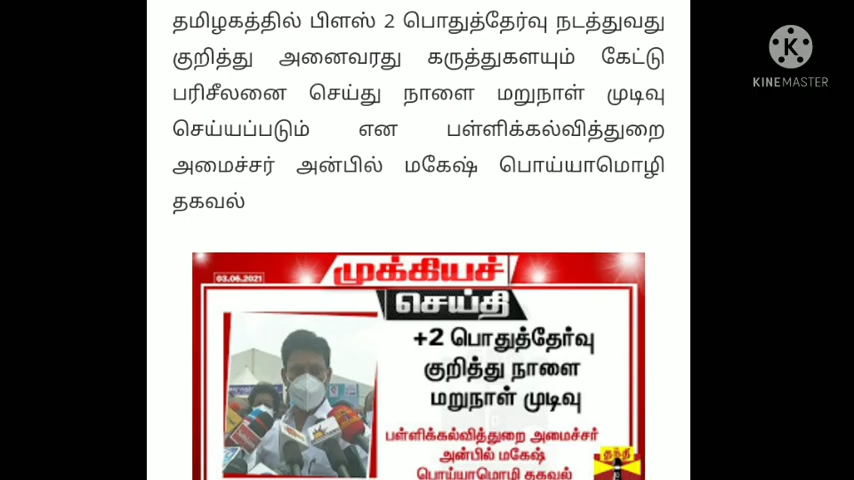 தமிழகத்தில் பிளஸ் 2 பொதுத்தேர்வு நடத்துவது
குறித்து அனைவரது கருத்துகளயும் கேட்டு
பரிசீலனை செய்து நாளை மறுநாள் முடிவு
செய்யப்படும் என பள்ளிக்கல்வித்துறை
அமைச்சர் அன்பில் மகேஷ் பொய்யாமொழி
தகவல்
KINEMASTER
03.06.2021
முக்கியச்
செய்தி
+2 பொதுத்தேர்வு
குறித்து நாளை
மறுநாள் முடிவு
பள்ளிக்கல்வித்துறை அமைச்சர்
அன்பில் மகேஷ்
பொய்யாமொழி தகவல்
தந்தி